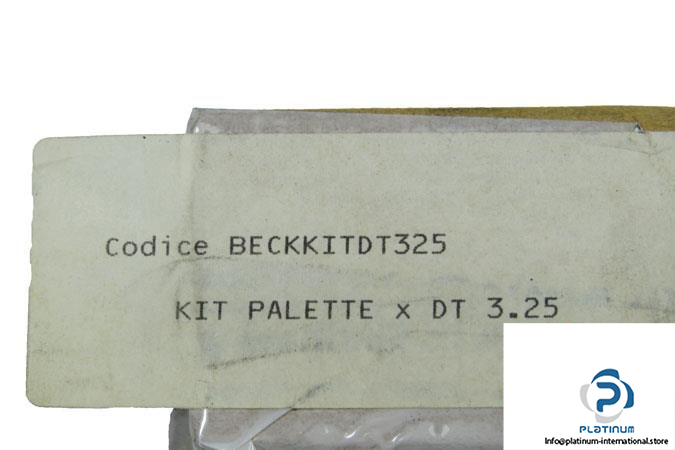 Codice BECKKITDT325
KIT PALETTE x DT 3.25
PLATINUM
Info@platinum-international.store